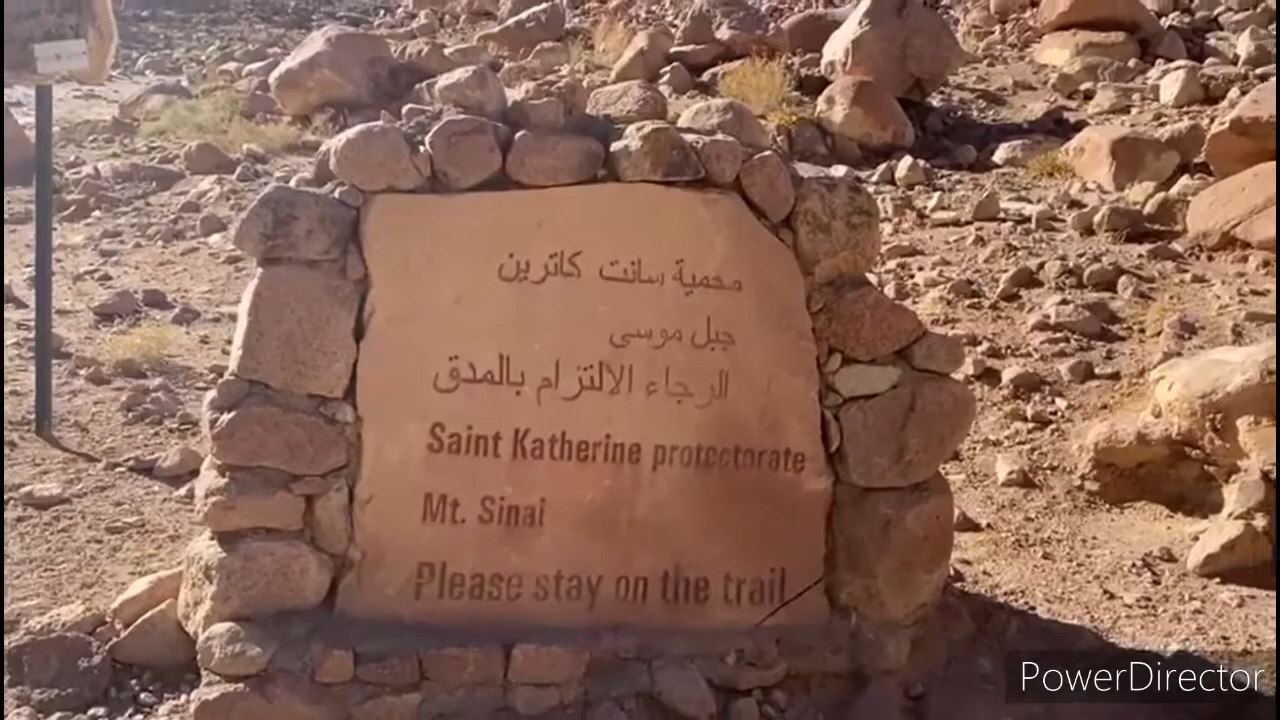 محمية سانت كاترين
جبل موسى
الرجاء الالتزام بالمدق
Saint Katherine protectorate
Mt. Sinai
Please stay on the trail
PowerDirector